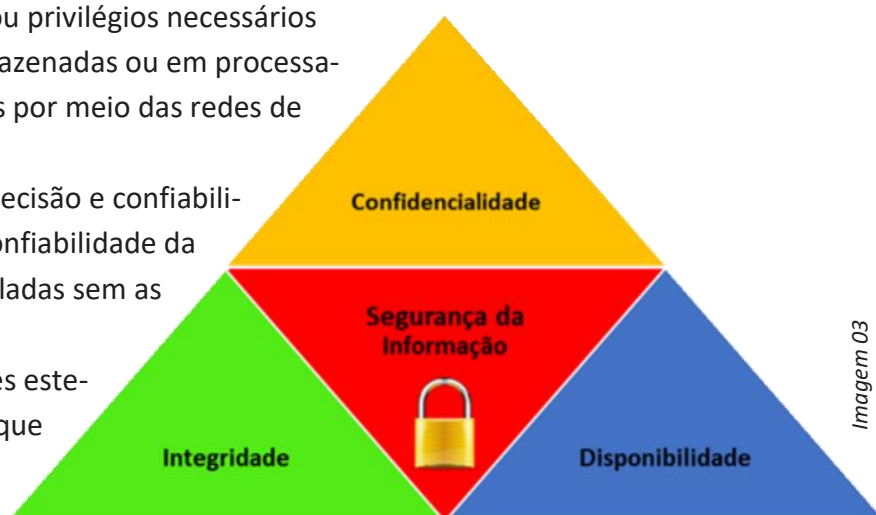 ou privilégios necessários
azenadas ou em processa-
s por meio das redes de
ecisão e confiabili-
onfiabilidade da
ladas sem as
es este-
que
Confidencialidade
Segurança da
Informação
Integridade
Disponibilidade
Imagem 03